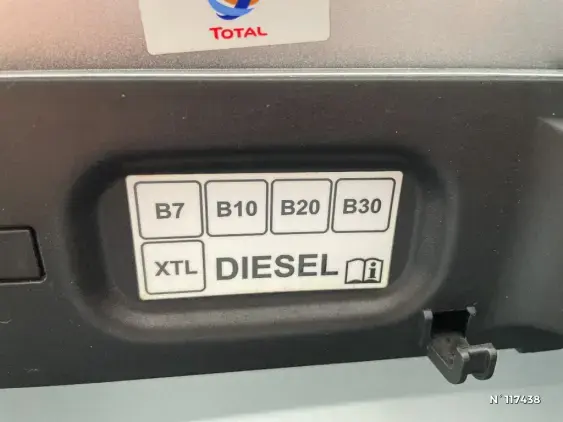 TOTAL
B7 B10 B20 B30
XTL DIESEL i
N° 117438